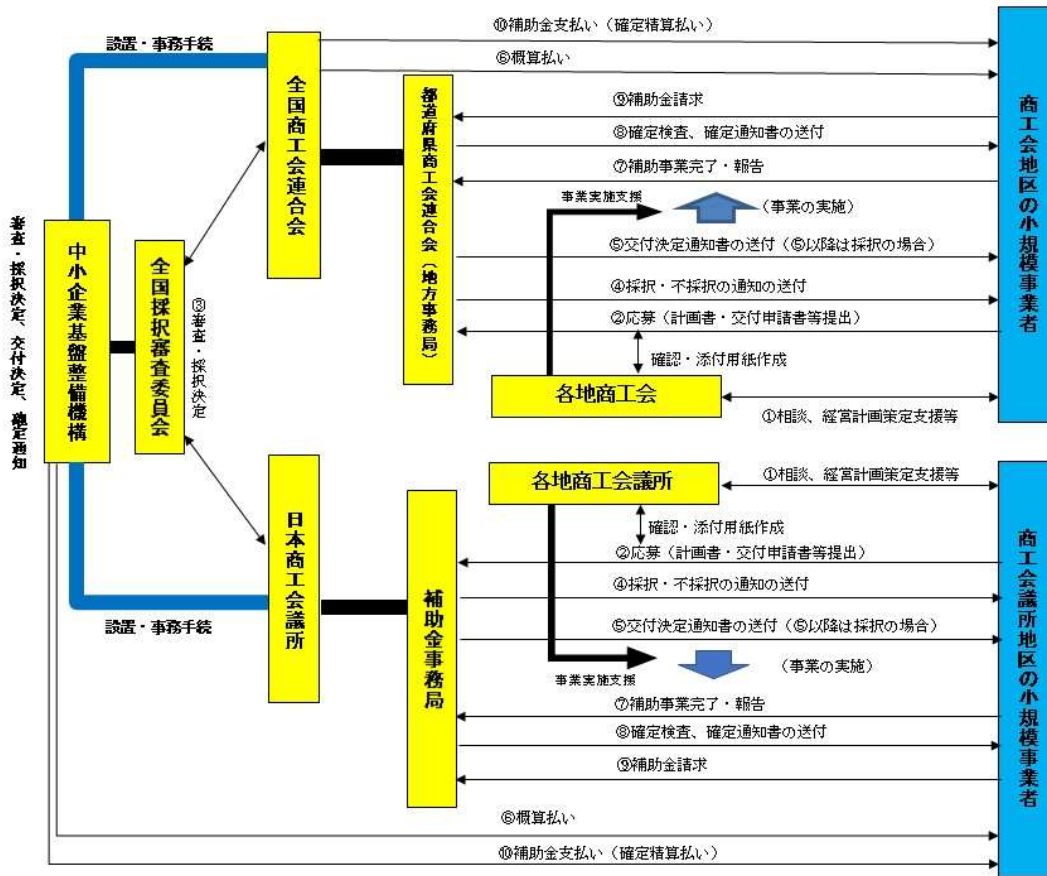 設置・事務手続
⑩補助金支払い（確定精算払い）
⑥概算払い
全国商工会連合会
都道府県商工会連合会（地方事務局）
⑨補助金請求
⑧確定検査、確定通知書の送付
⑦補助事業完了・報告
事業実施支援
（事業の実施）
⑤交付決定通知書の送付（⑤以降は採択の場合）
④採択・不採択の通知の送付
②応募（計画書・交付申請書等提出）
確認・添付用紙作成
各地商工会
①相談、経営計画策定支援等
商工会地区の小規模事業者
審査・採択決定、交付決定、確定通知
中小企業基盤整備機構
全国採択審査委員会
③審査・採択決定
各地商工会議所
①相談、経営計画策定支援等
確認・添付用紙作成
②応募（計画書・交付申請書等提出）
④採択・不採択の通知の送付
⑤交付決定通知書の送付（⑤以降は採択の場合）
事業実施支援
（事業の実施）
⑦補助事業完了・報告
⑧確定検査、確定通知書の送付
⑨補助金請求
日本商工会議所
補助金事務局
設置・事務手続
⑥概算払い
⑩補助金支払い（確定精算払い）
商工会議所地区の小規模事業者